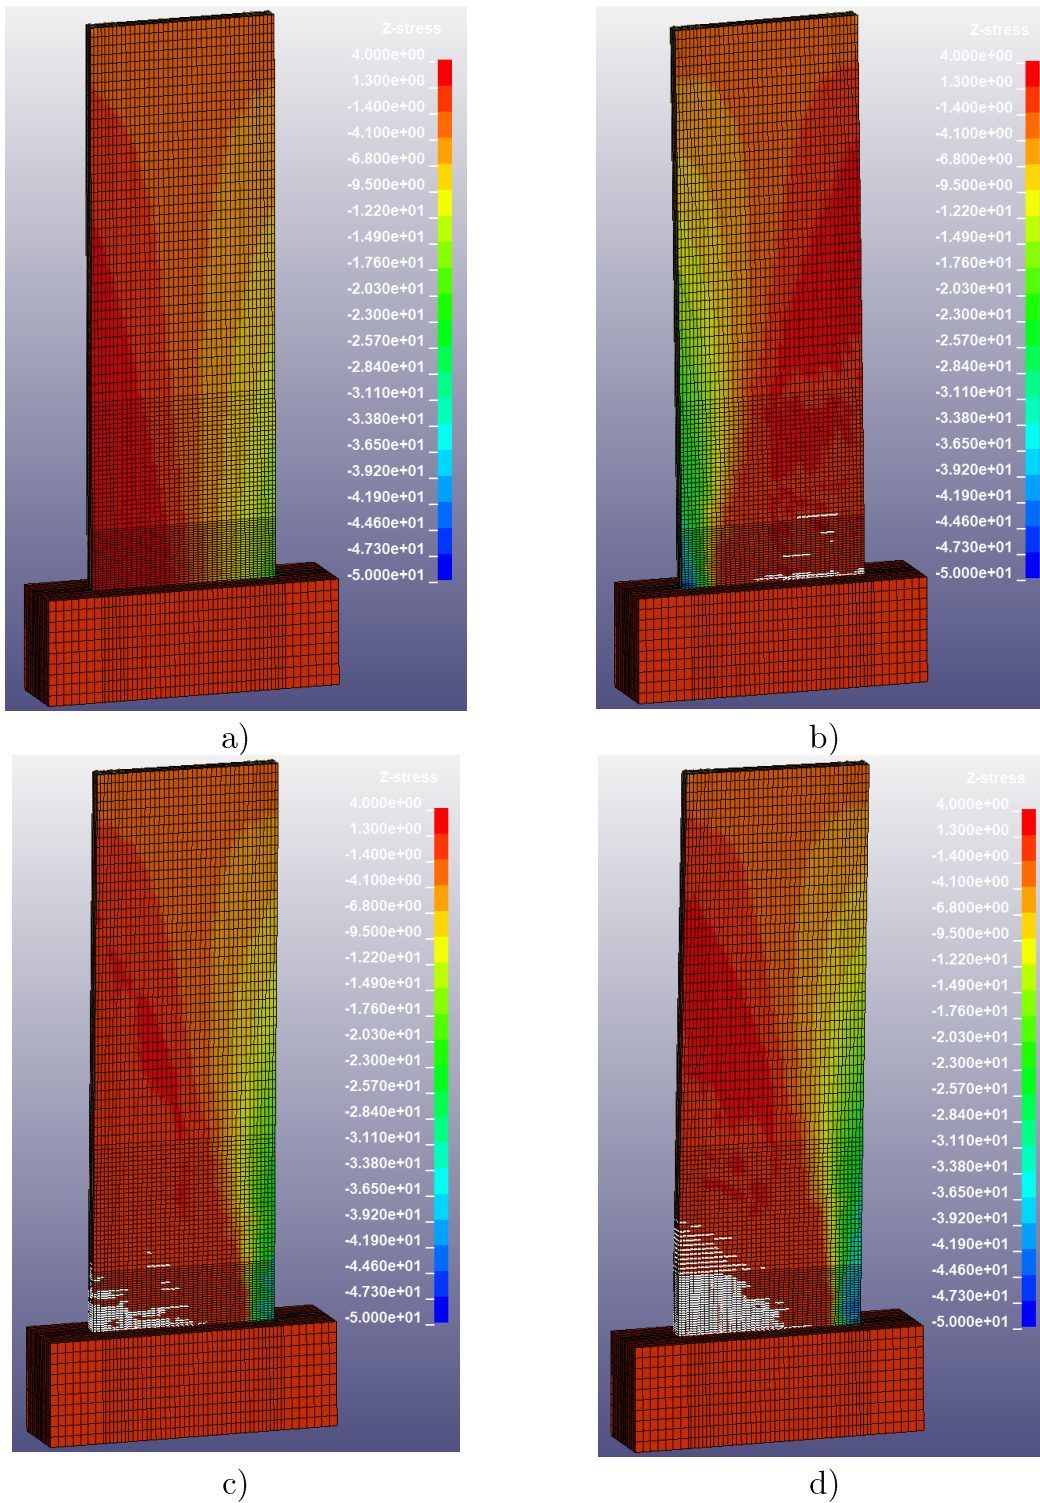 Z-stress
4.000e+00
1.300e+00
-1.400e+00
-4.100e+00
-6.800e+00
-9.500e+00
-1.220e+01
-1.490e+01
-1.760e+01
-2.030e+01
-2.300e+01
-2.570e+01
-2.840e+01
-3.110e+01
-3.380e+01
-3.650e+01
-3.920e+01
-4.190e+01
-4.460e+01
-4.730e+01
-5.000e+01
a)
Z-stress
4.000e+00
1.300e+00
-1.400e+00
-4.100e+00
-6.800e+00
-9.500e+00
-1.220e+01
-1.490e+01
-1.760e+01
-2.030e+01
-2.300e+01
-2.570e+01
-2.840e+01
-3.110e+01
-3.380e+01
-3.650e+01
-3.920e+01
-4.190e+01
-4.460e+01
-4.730e+01
-5.000e+01
b)
Z-stress
4.000e+00
1.300e+00
-1.400e+00
-4.100e+00
-6.800e+00
-9.500e+00
-1.220e+01
-1.490e+01
-1.760e+01
-2.030e+01
-2.300e+01
-2.570e+01
-2.840e+01
-3.110e+01
-3.380e+01
-3.650e+01
-3.920e+01
-4.190e+01
-4.460e+01
-4.730e+01
-5.000e+01
c)
Z-stress
4.000e+00
1.300e+00
-1.400e+00
-4.100e+00
-6.800e+00
-9.500e+00
-1.220e+01
-1.490e+01
-1.760e+01
-2.030e+01
-2.300e+01
-2.570e+01
-2.840e+01
-3.110e+01
-3.380e+01
-3.650e+01
-3.920e+01
-4.190e+01
-4.460e+01
-4.730e+01
-5.000e+01
d)